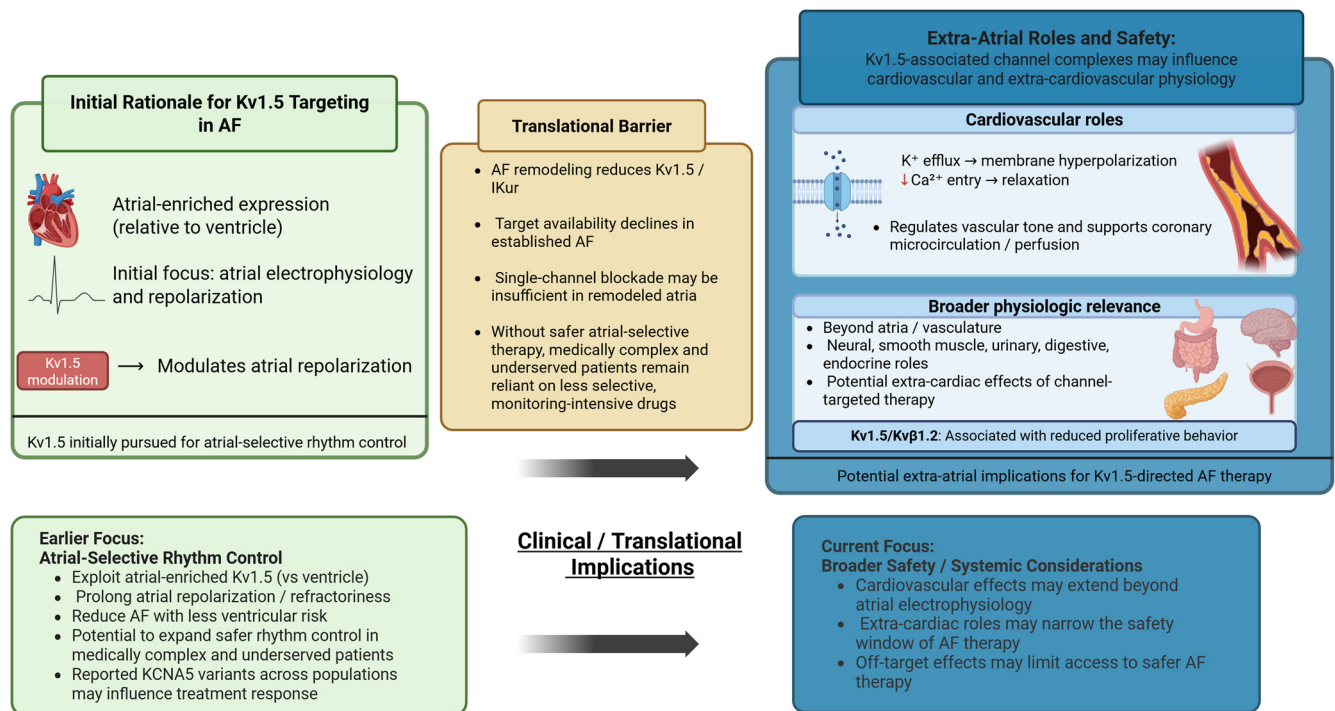 Initial Rationale for Kv1.5 Targeting
in AF
Atrial-enriched expression
(relative to ventricle)
Initial focus: atrial electrophysiology
and repolarization
Kv1.5
modulation
→ Modulates atrial repolarization
Kv1.5 initially pursued for atrial-selective rhythm control
Translational Barrier
• AF remodeling reduces Kv1.5 /
IKur
• Target availability declines in
established AF
• Single-channel blockade may be
insufficient in remodeled atria
• Without safer atrial-selective
therapy, medically complex and
underserved patients remain
reliant on less selective,
monitoring-intensive drugs
Extra-Atrial Roles and Safety:
Kv1.5-associated channel complexes may influence
cardiovascular and extra-cardiovascular physiology
Cardiovascular roles
K⁺ efflux → membrane hyperpolarization
↓Ca²⁺ entry → relaxation
• Regulates vascular tone and supports coronary
microcirculation / perfusion
Broader physiologic relevance
• Beyond atria / vasculature
• Neural, smooth muscle, urinary, digestive,
endocrine roles
• Potential extra-cardiac effects of channel-
targeted therapy
Kv1.5/Kvβ1.2: Associated with reduced proliferative behavior
Potential extra-atrial implications for Kv1.5-directed AF therapy
Earlier Focus:
Atrial-Selective Rhythm Control
• Exploit atrial-enriched Kv1.5 (vs ventricle)
• Prolong atrial repolarization / refractoriness
• Reduce AF with less ventricular risk
• Potential to expand safer rhythm control in
medically complex and underserved patients
• Reported KCNA5 variants across populations
may influence treatment response
Clinical / Translational
Implications
Current Focus:
Broader Safety / Systemic Considerations
• Cardiovascular effects may extend beyond
atrial electrophysiology
• Extra-cardiac roles may narrow the safety
window of AF therapy
• Off-target effects may limit access to safer AF
therapy